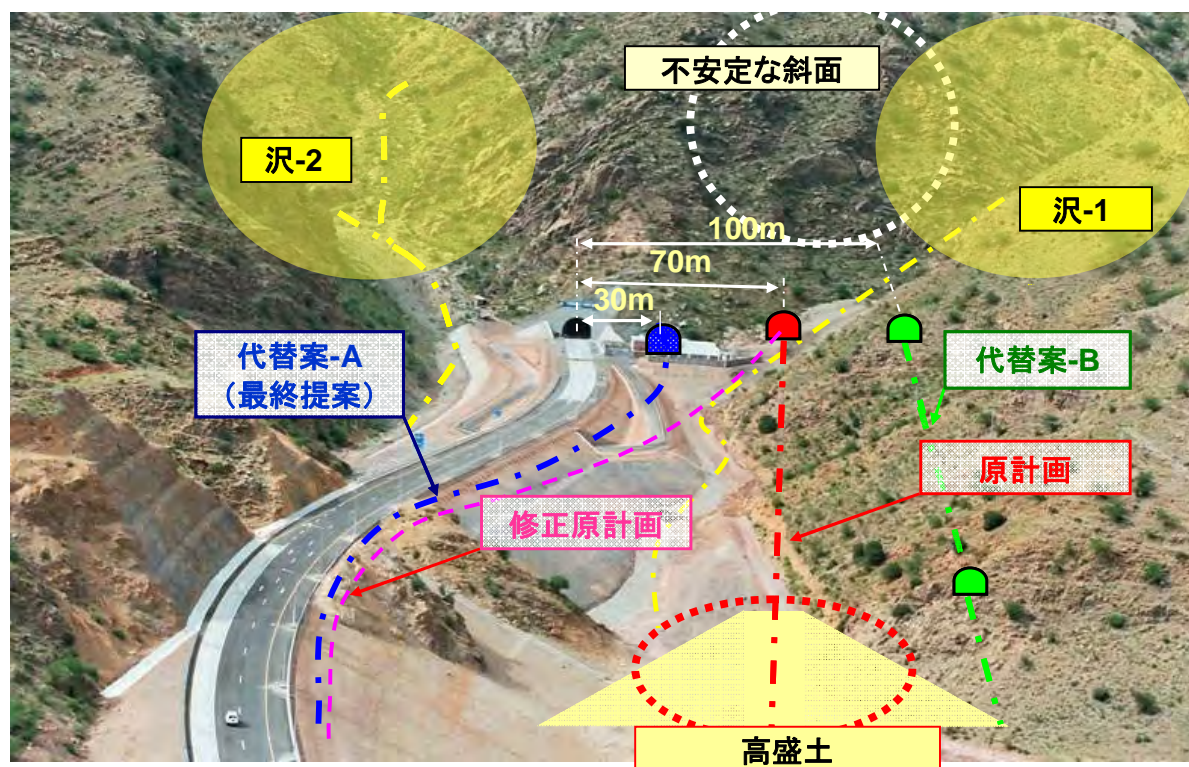 不安定な斜面
沢-2
沢-1
100m
70m
30m
代替案-A
（最終提案）
代替案-B
原計画
修正原計画
高盛土